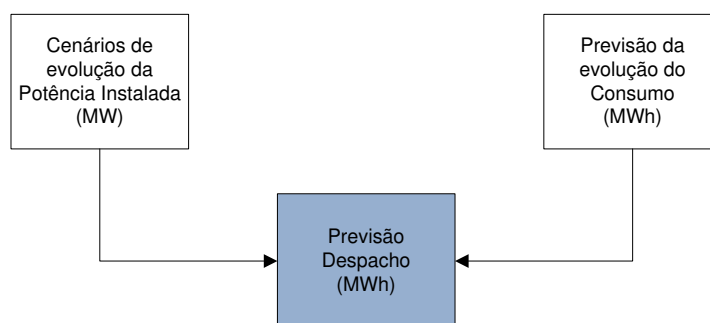 Cenários de
evolução da
Potência Instalada
(MW)
Previsão da
evolução do
Consumo
(MWh)
Previsão
Despacho
(MWh)